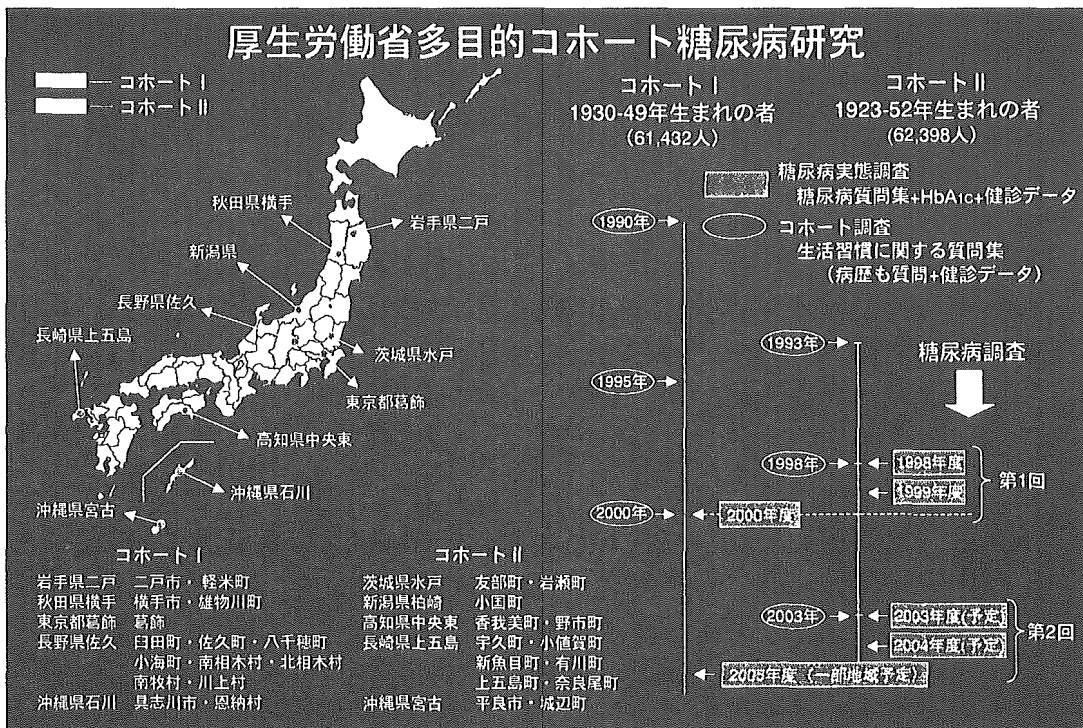 厚生労働省多目的コホート糖尿病研究
コホートⅠ
コホートⅡ
秋田県横手
岩手県二戸
新潟県
長野県佐久
長崎県上五島
茨城県水戸
東京都葛飾
高知県中央東
沖縄県石川
沖縄県宮古
コホートⅠ
1930-49年生まれの者
(61,432人)
コホートⅡ
1923-52年生まれの者
(62,398人)
糖尿病実態調査
糖尿病質問集+HbA1c+健診データ
コホート調査
生活習慣に関する質問集
(病歴も質問+健診データ)
1990年
1993年
糖尿病調査
1995年
1998年
1998年度
1999年度
第1回
2000年
2000年度
2003年
2003年度(予定)
2004年度(予定)
第2回
2005年度(一部地域予定)
コホートⅠ
岩手県二戸 二戸市・軽米町
秋田県横手 横手市・雄物川町
東京都葛飾 葛飾
長野県佐久 臼田町・佐久町・八千穂町
小海町・南相木村・北相木村
南牧村・川上村
沖縄県石川 具志川市・恩納村
コホートⅡ
茨城県水戸 友部町・岩瀬町
新潟県柏崎 小国町
高知県中央東 香我美町・野市町
長崎県上五島 宇久町・小値賀町
新魚目町・有川町
上五島町・奈良尾町
沖縄県宮古 平良市・城辺町